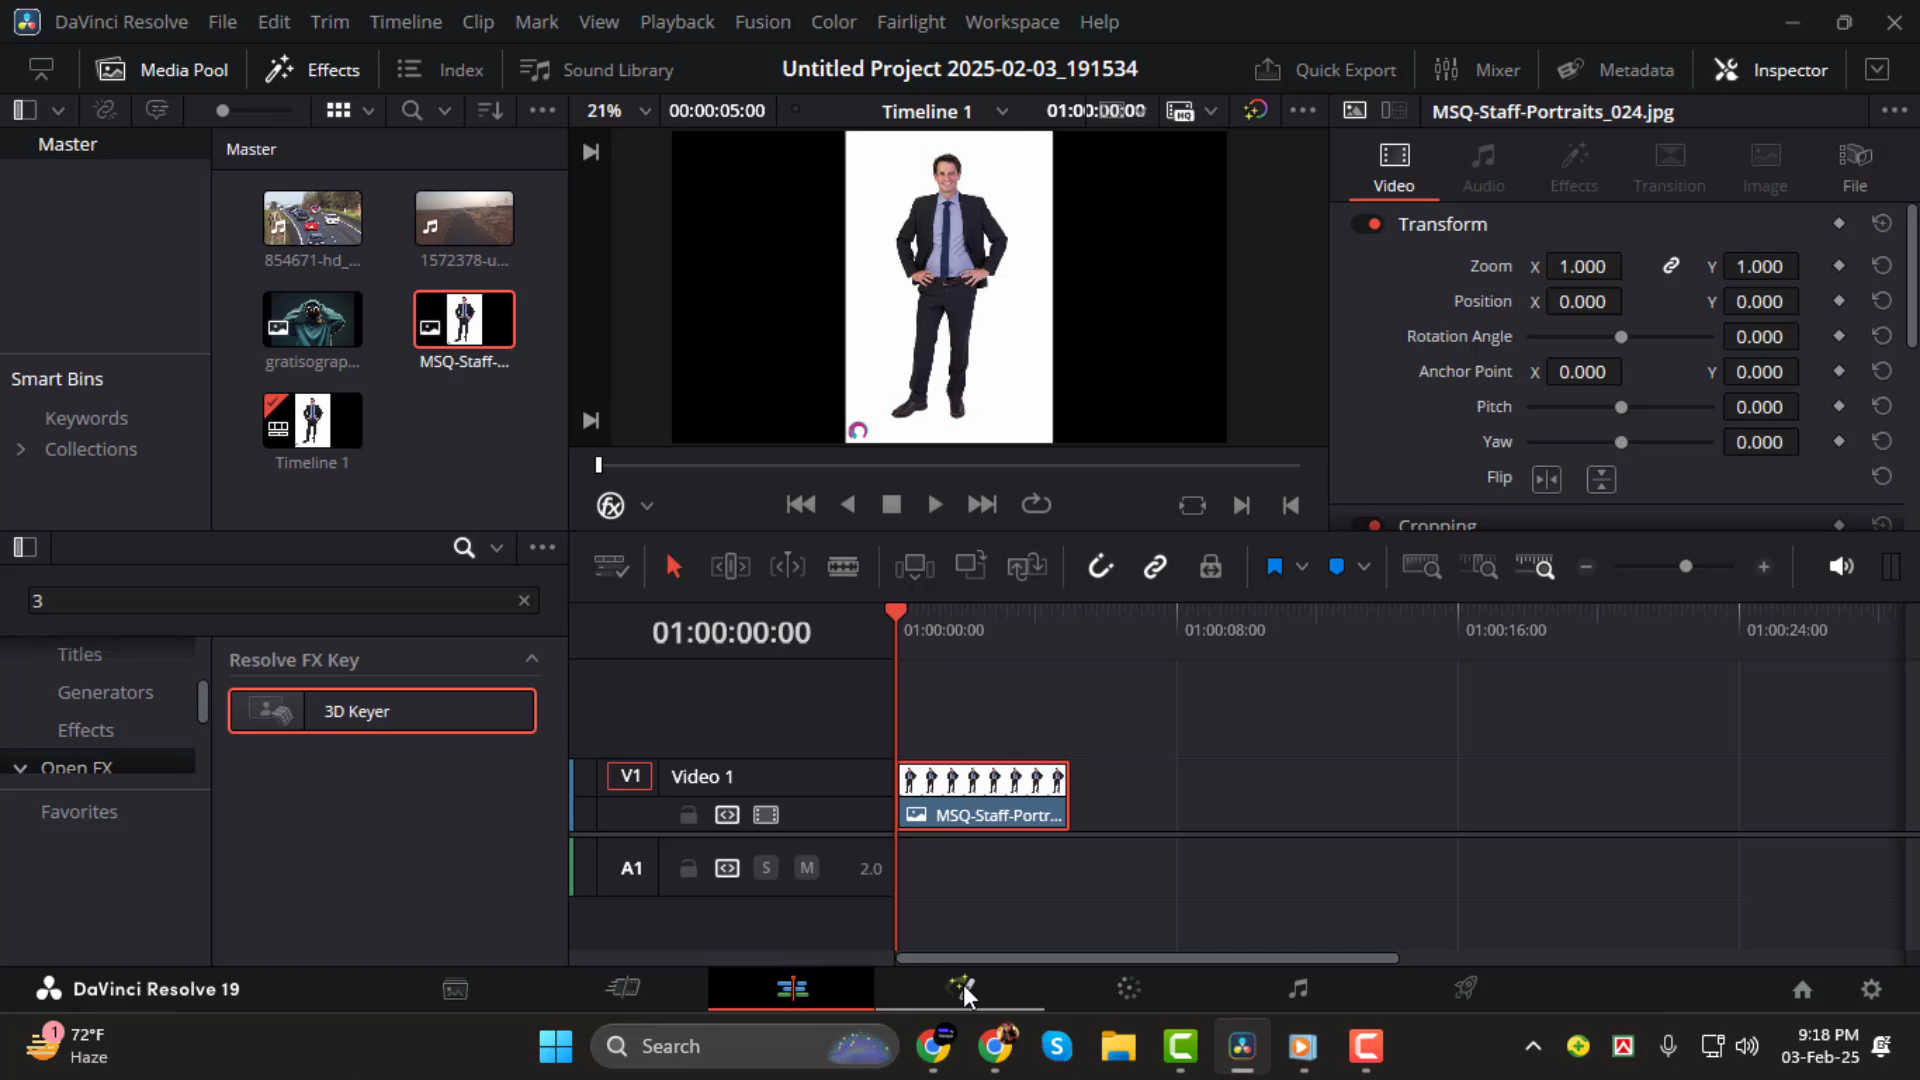 DaVinci Resolve File Edit Trim Timeline Clip Mark View Playback Fusion Color Fairlight Workspace Help
Media Pool Effects Index Sound Library Untitled Project 2025-02-03_191534 Quick Export Mixer Metadata Inspector
21% 00:00:05:00 Timeline 1 01:00:00:00 MSQ-Staff-Portraits_024.jpg
Master
Master
Video Audio Effects Transition Image File
Transform
854671-hd_... 1572378-u...
Zoom X 1.000 Y 1.000
Position X 0.000 Y 0.000
Rotation Angle 0.000
gratisograp... MSQ-Staff-...
Anchor Point X 0.000 Y 0.000
Smart Bins
Pitch 0.000
Keywords
Yaw 0.000
Collections
Timeline 1
Flip
Cropping
3
01:00:00:00
01:00:00:00 01:00:08:00 01:00:16:00 01:00:24:00
Titles
Resolve FX Key
Generators
3D Keyer
Effects
Open FX
V1 Video 1
Favorites
MSQ-Staff-Portr...
A1 S M 2.0
DaVinci Resolve 19
1
72°F
Haze
Search
9:18 PM
03-Feb-25